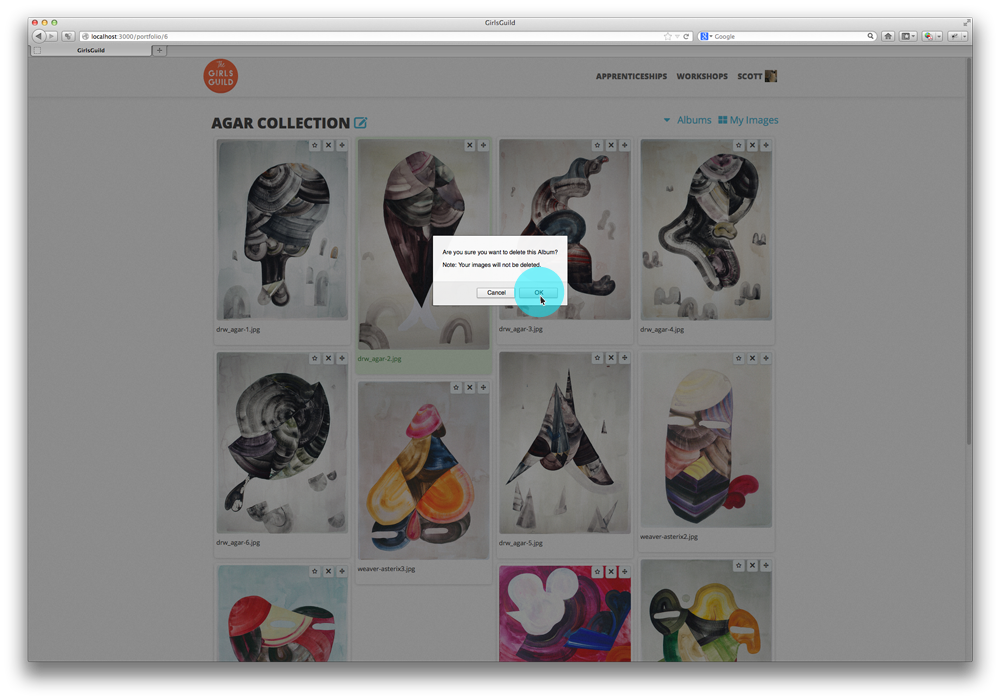 GirlsGuild
localhost:3000/portfolio/6
Google
GirlsGuild
The
GIRLS
GUILD
APPRENTICESHIPS WORKSHOPS SCOTT
AGAR COLLECTION
Albums My Images
Are you sure you want to delete this Album?
Note: Your images will not be deleted.
Cancel OK
drw_agar-1.jpg
drw_agar-2.jpg
drw_agar-3.jpg
drw_agar-4.jpg
drw_agar-6.jpg
weaver-asterix3.jpg
drw_agar-5.jpg
weaver-asterix2.jpg